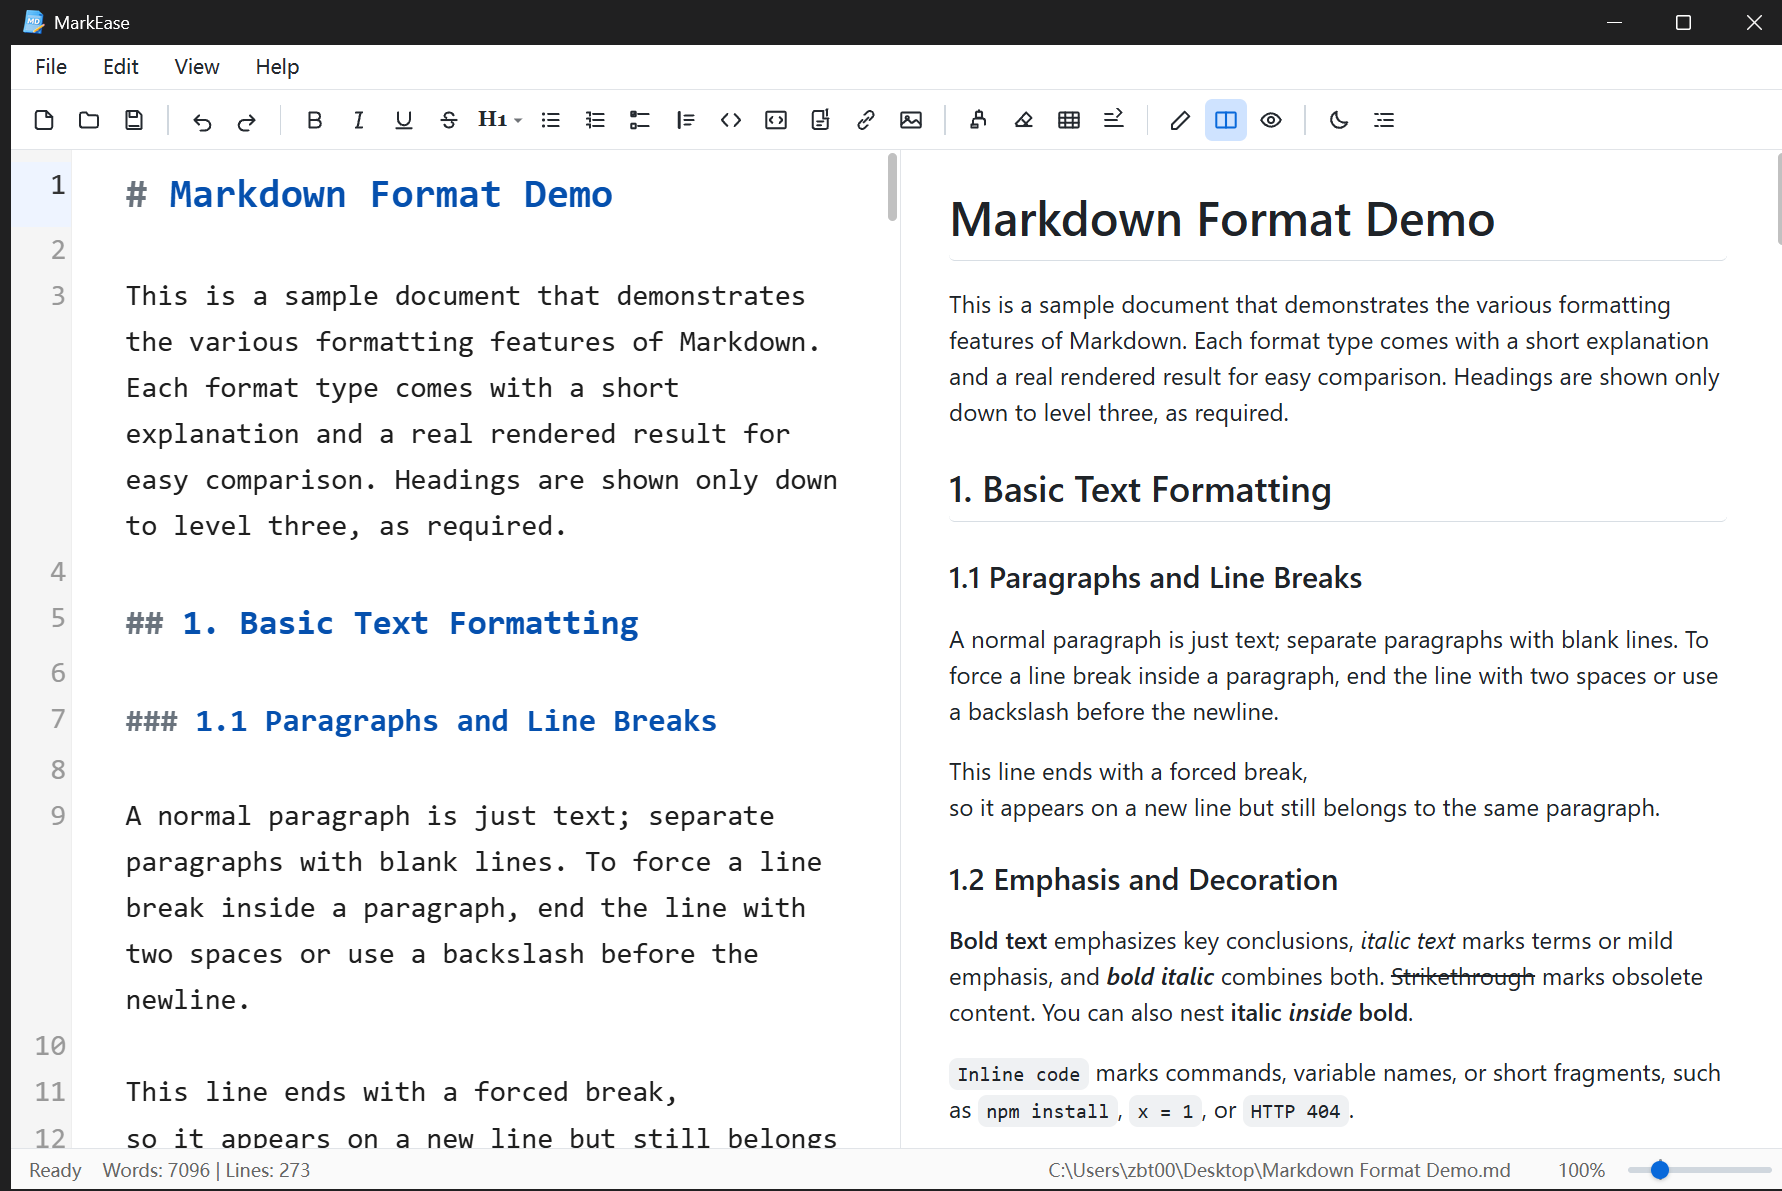 MarkEase
File Edit View Help
H1
1 # Markdown Format Demo
2
3 This is a sample document that demonstrates
the various formatting features of Markdown.
Each format type comes with a short
explanation and a real rendered result for
easy comparison. Headings are shown only down
to level three, as required.
4
5 ## 1. Basic Text Formatting
6
7 ### 1.1 Paragraphs and Line Breaks
8
9 A normal paragraph is just text; separate
paragraphs with blank lines. To force a line
break inside a paragraph, end the line with
two spaces or use a backslash before the
newline.
10
11 This line ends with a forced break,
12 so it appears on a new line but still belongs
Markdown Format Demo
This is a sample document that demonstrates the various formatting
features of Markdown. Each format type comes with a short explanation
and a real rendered result for easy comparison. Headings are shown only
down to level three, as required.
1. Basic Text Formatting
1.1 Paragraphs and Line Breaks
A normal paragraph is just text; separate paragraphs with blank lines. To
force a line break inside a paragraph, end the line with two spaces or use
a backslash before the newline.
This line ends with a forced break,
so it appears on a new line but still belongs to the same paragraph.
1.2 Emphasis and Decoration
Bold text emphasizes key conclusions, italic text marks terms or mild
emphasis, and bold italic combines both. Strikethrough marks obsolete
content. You can also nest italic inside bold.
Inline code marks commands, variable names, or short fragments, such
as npm install, x = 1, or HTTP 404.
Ready Words: 7096 | Lines: 273 C:\Users\zbt00\Desktop\Markdown Format Demo.md 100%